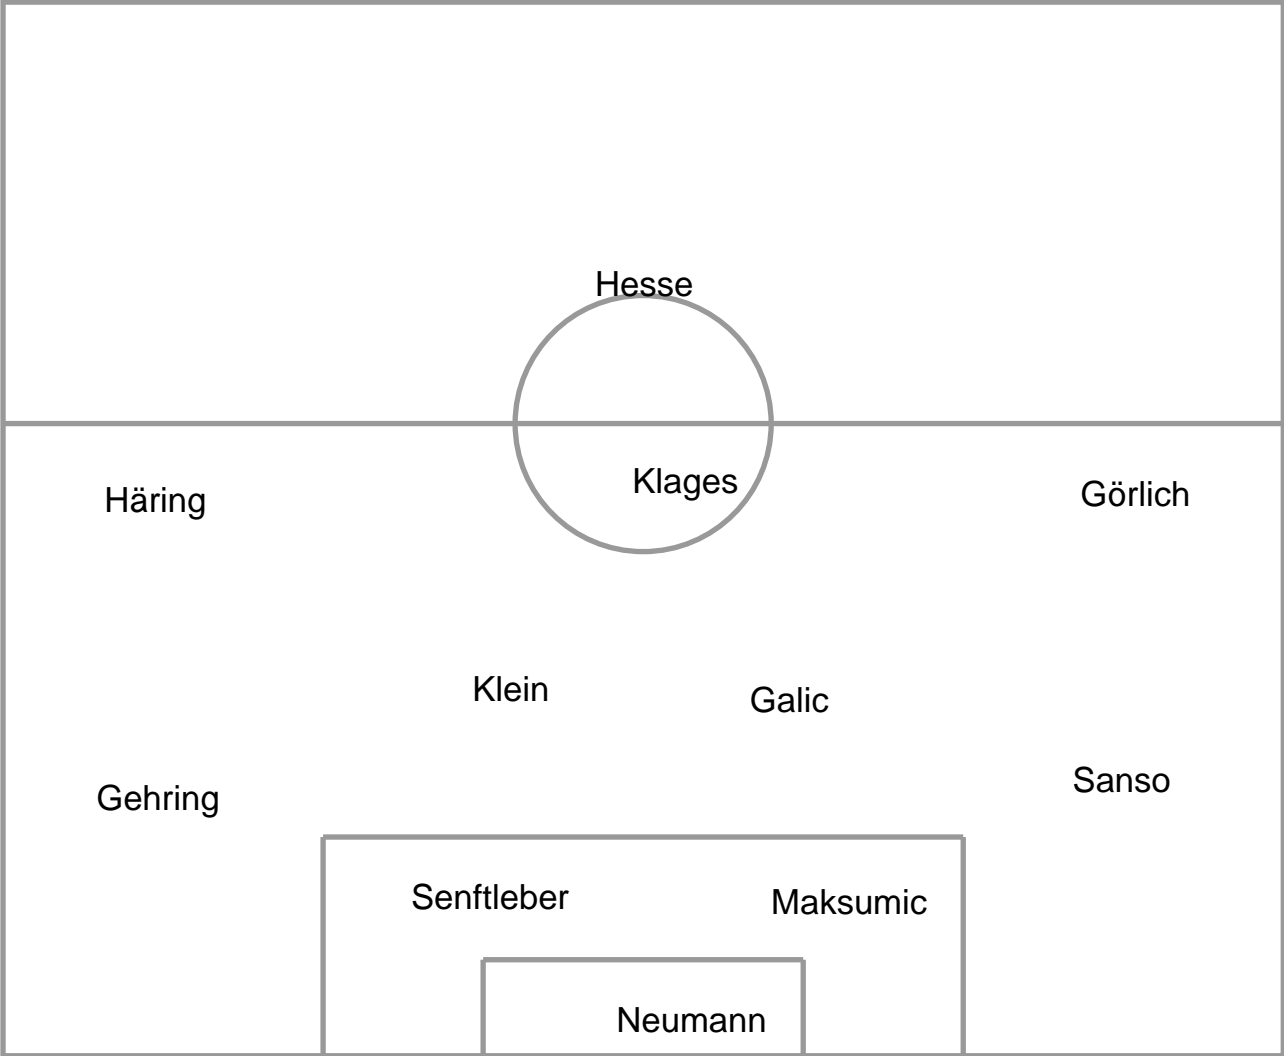 Hesse
Häring
Klages
Görlich
Klein
Galic
Gehring
Sanso
Senftleber
Maksumic
Neumann